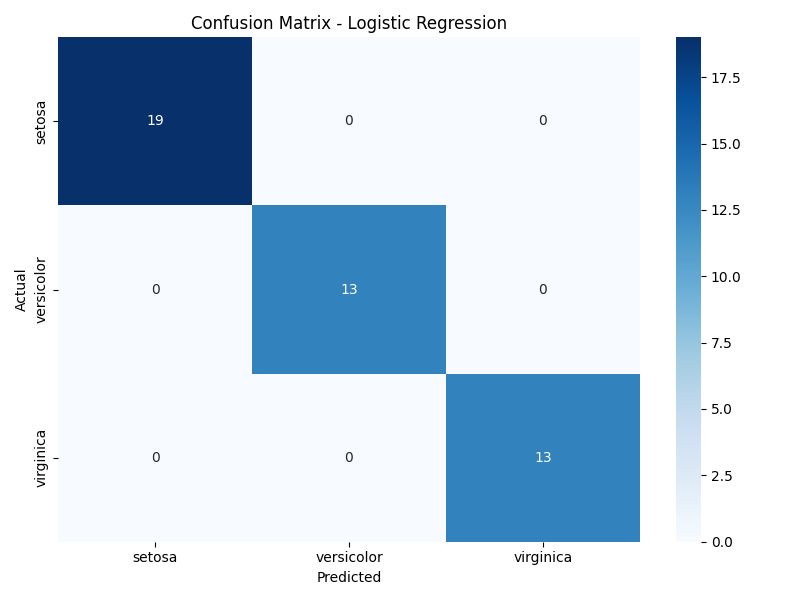 Confusion Matrix - Logistic Regression
Actual
setosa
versicolor
virginica
19 0 0
0 13 0
0 0 13
setosa versicolor virginica
Predicted
17.5
15.0
12.5
10.0
7.5
5.0
2.5
0.0